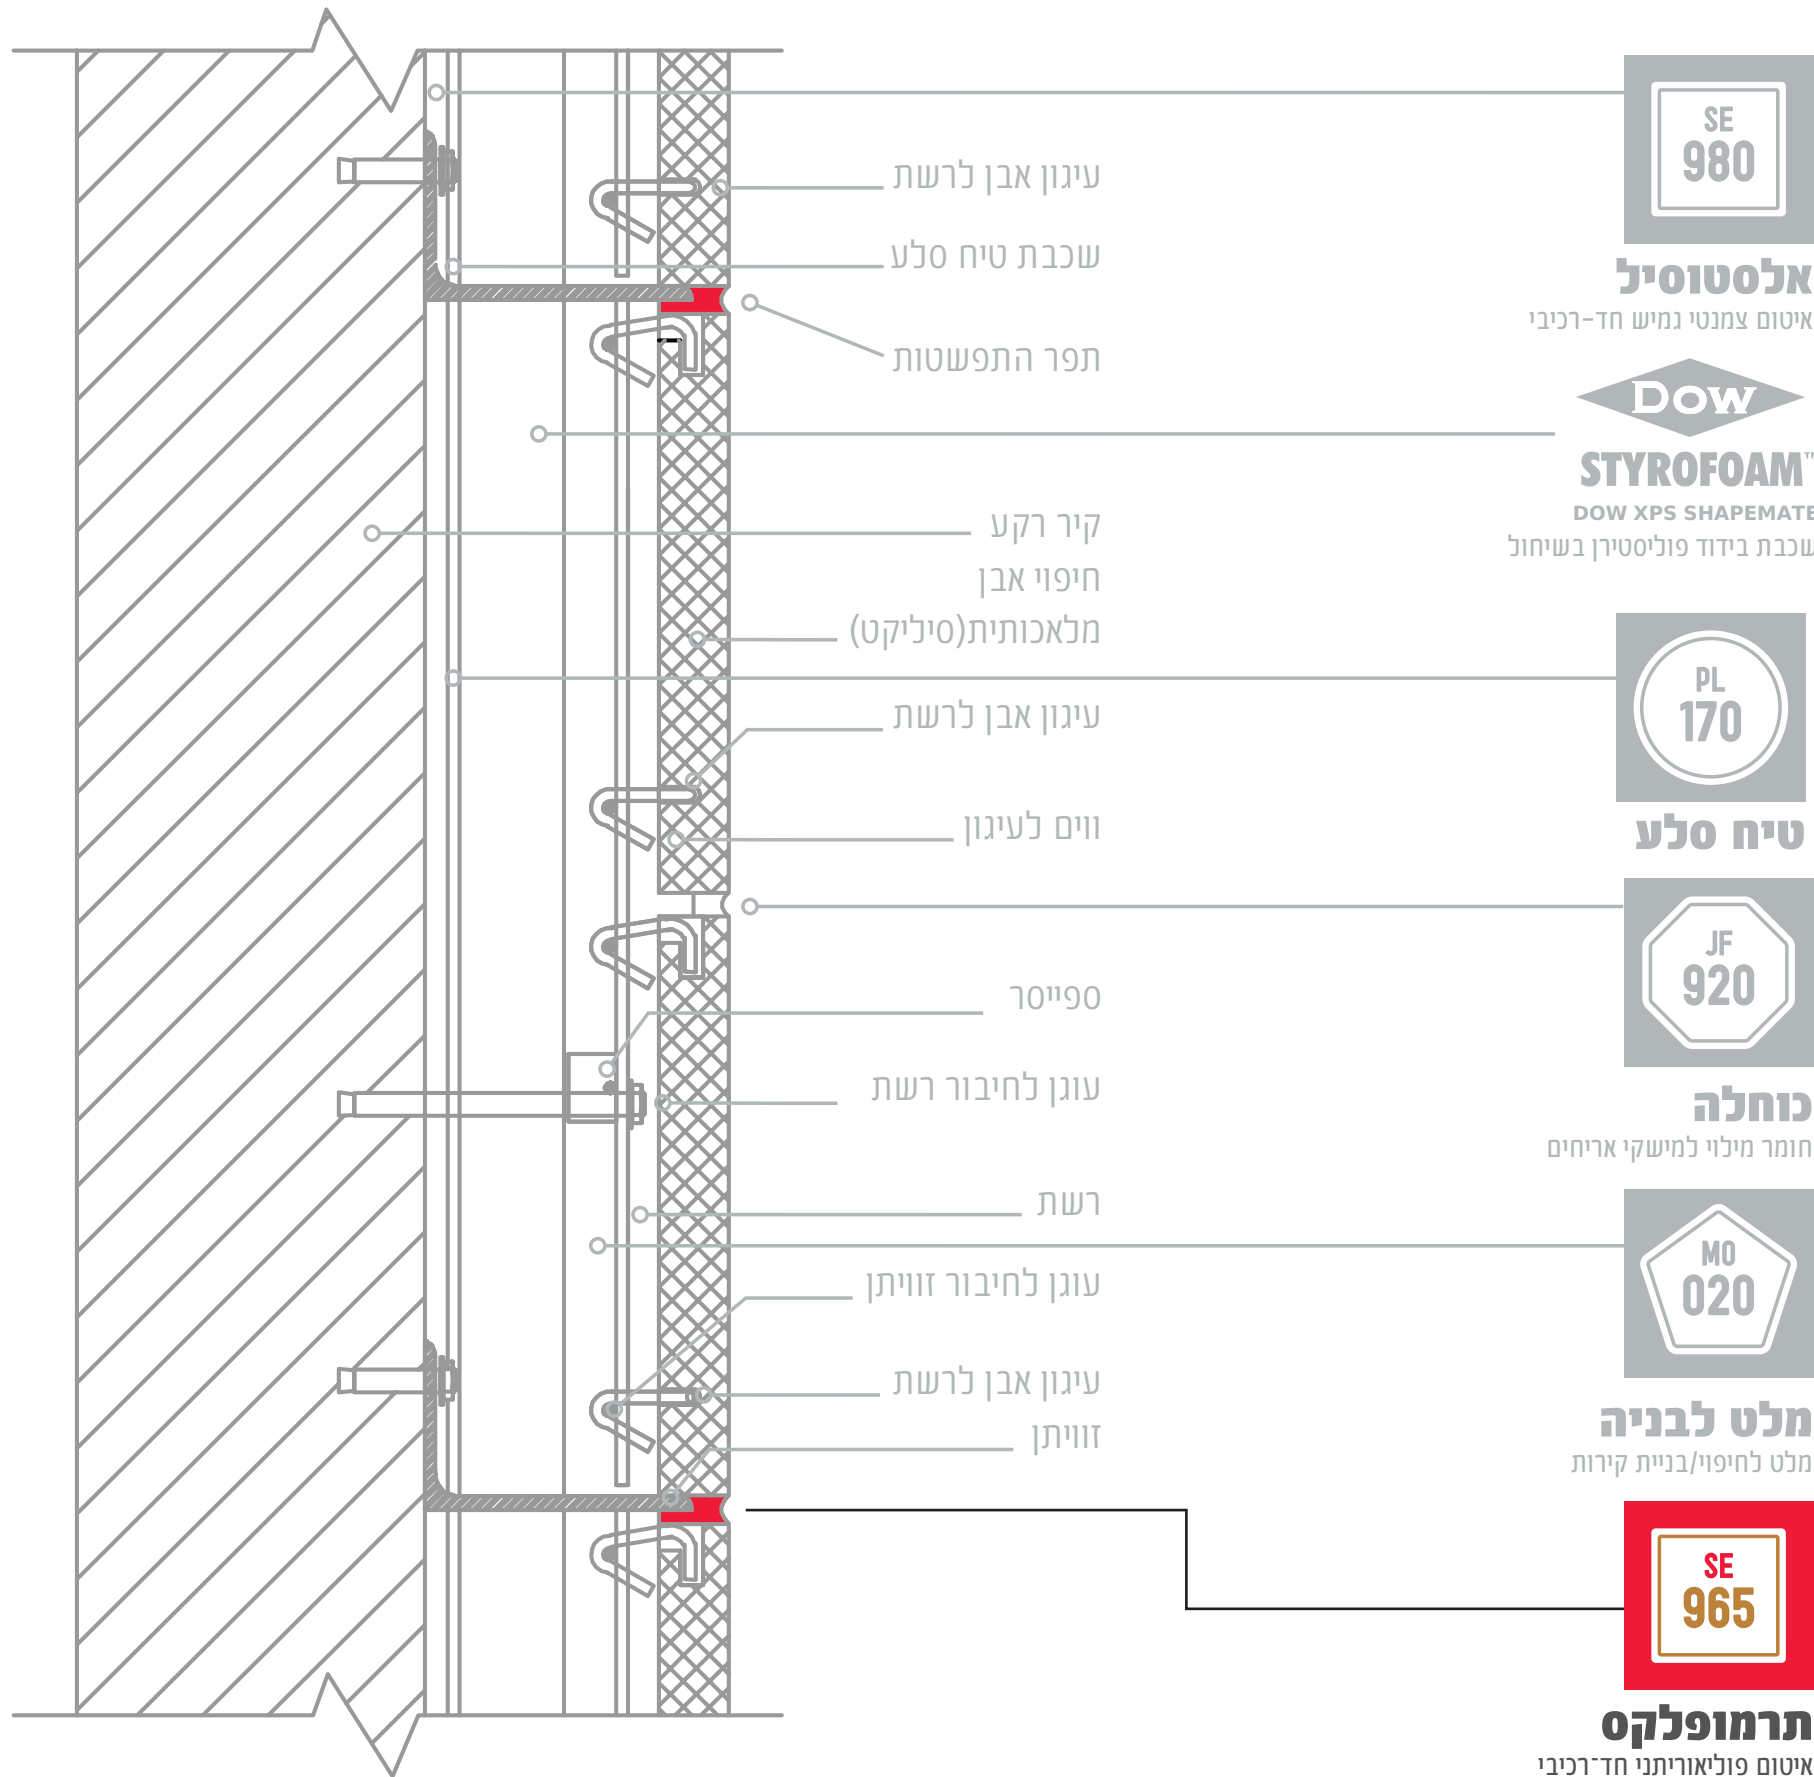 SE
980
אלסטוסיל
איטום צמנטי גמיש חד-רכיבי
עיגון אבן לרשת
שכבת טיח סלע
תפר התפשטות
Dow
STYROFOAM™
DOW XPS SHAPEMATE
שכבת בידוד פוליסטירן בשיחול
קיר רקע
חיפוי אבן
מלאכותית(סיליקט)
PL
170
טיח סלע
עיגון אבן לרשת
ווים לעיגון
JF
920
כוחלה
חומר מילוי למישקי אריחים
ספייסר
עוגן לחיבור רשת
רשת
MO
020
מלט לבניה
מלט לחיפוי/בניית קירות
עוגן לחיבור זוויתן
עיגון אבן לרשת
זוויתן
SE
965
תרמופלקס
איטום פוליאוריתני חד־רכיבי